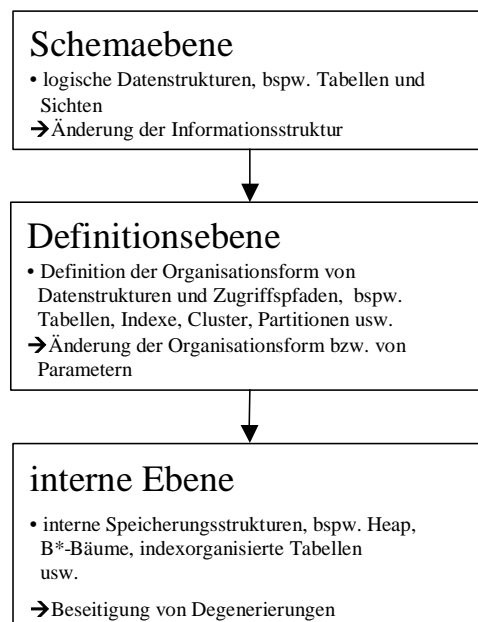 Schemaebene
• logische Datenstrukturen, bspw. Tabellen und
Sichten
➔Änderung der Informationsstruktur
Definitionsebene
• Definition der Organisationsform von
Datenstrukturen und Zugriffspfaden, bspw.
Tabellen, Indexe, Cluster, Partitionen usw.
➔Änderung der Organisationsform bzw. von
Parametern
interne Ebene
• interne Speicherungsstrukturen, bspw. Heap,
B*-Bäume, indexorganisierte Tabellen
usw.
➔Beseitigung von Degenerierungen